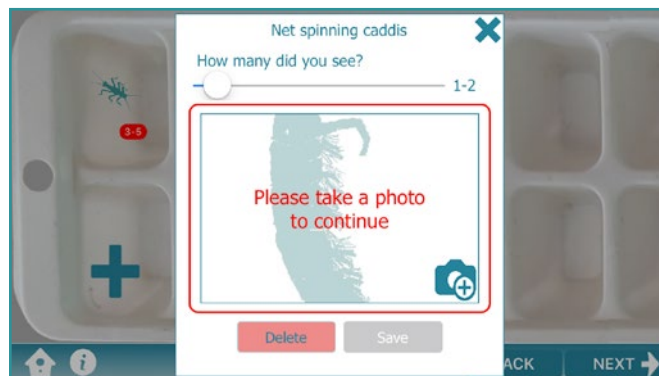 Net spinning caddis
How many did you see?
1-2
3-5
Please take a photo
to continue
Delete
Save
ACK
NEXT